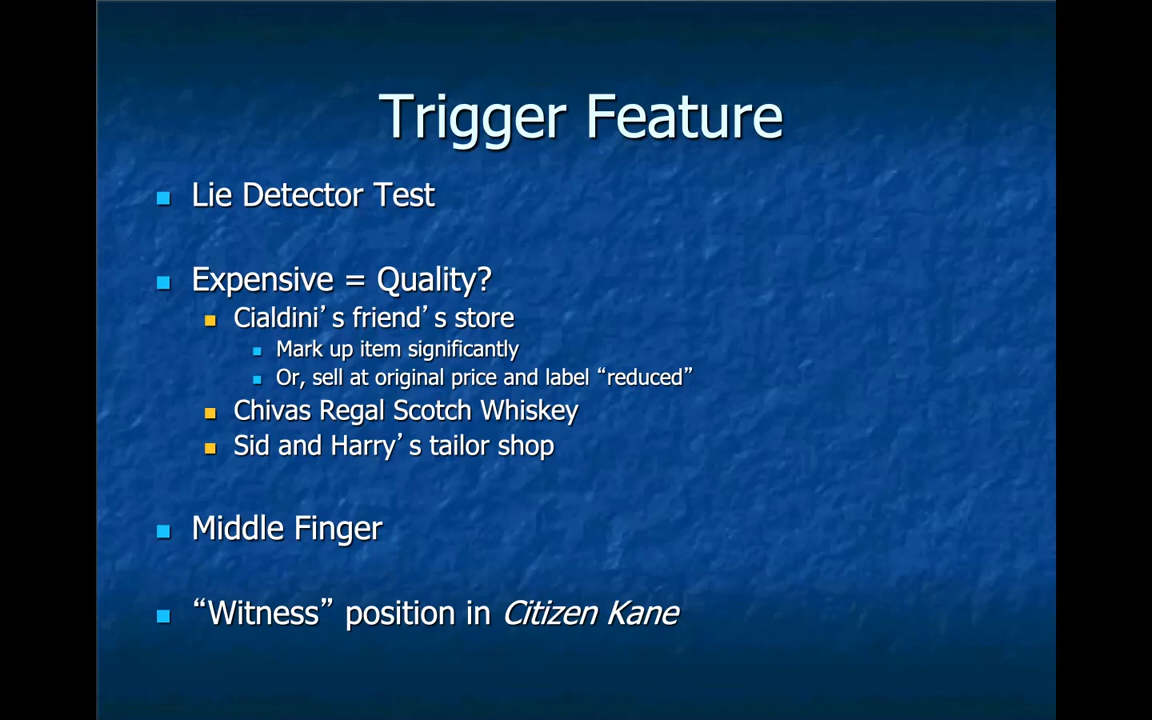 Trigger Feature
Lie Detector Test
Expensive = Quality?
Cialdini’s friend’s store
Mark up item significantly
Or, sell at original price and label “reduced”
Chivas Regal Scotch Whiskey
Sid and Harry’s tailor shop
Middle Finger
“Witness” position in Citizen Kane